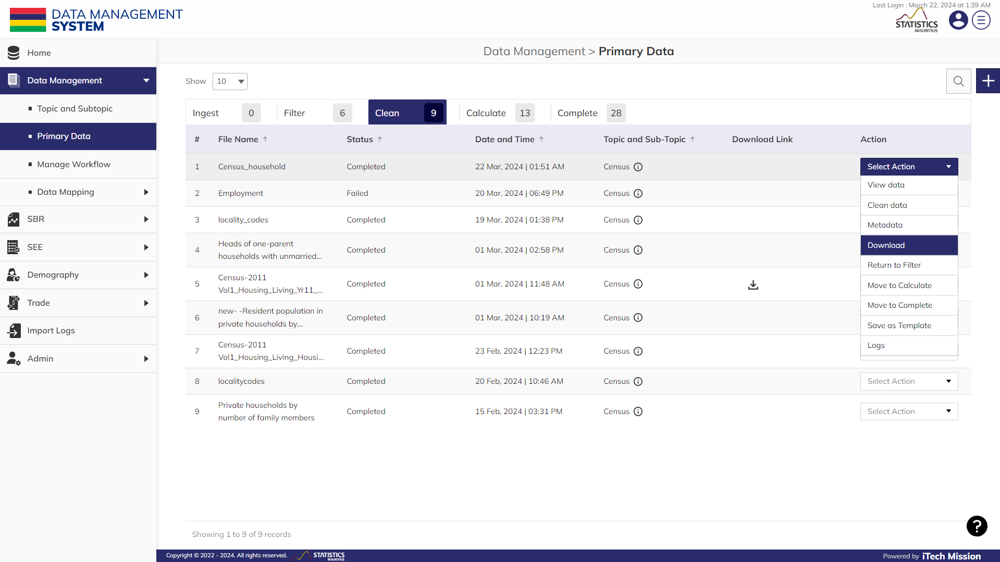 Last Login : March 22, 2024 at 1:39 AM
DATA MANAGEMENT
SYSTEM
STATISTICS
MAURITIUS
Home
Data Management
Topic and Subtopic
Primary Data
Manage Workflow
Data Mapping
SBR
SEE
Demography
Trade
Import Logs
Admin
Data Management > Primary Data
Show 10
Ingest 0 Filter 6 Clean 9 Calculate 13 Complete 28
# File Name Status Date and Time Topic and Sub-Topic Download Link Action
1 Census_household Completed 22 Mar, 2024 | 01:51 AM Census Select Action
2 Employment Failed 20 Mar, 2024 | 06:49 PM Census
3 locality_codes Completed 19 Mar, 2024 | 01:38 PM Census
4 Heads of one-parent
households with unmarried... Completed 01 Mar, 2024 | 02:58 PM Census
5 Census-2011
Vol1_Housing_Living_Yr11_... Completed 01 Mar, 2024 | 11:48 AM Census
6 new- -Resident population in
private households by... Completed 01 Mar, 2024 | 10:19 AM Census
7 Census-2011
Vol1_Housing_Living_Housi... Completed 23 Feb, 2024 | 12:23 PM Census
8 localitycodes Completed 20 Feb, 2024 | 10:46 AM Census Select Action
9 Private households by
number of family members Completed 15 Feb, 2024 | 03:31 PM Census Select Action
View data
Clean data
Metadata
Download
Return to Filter
Move to Calculate
Move to Complete
Save as Template
Logs
Showing 1 to 9 of 9 records
?
Copyright © 2022 - 2024. All rights reserved. STATISTICS
MAURITIUS
Powered by iTech Mission